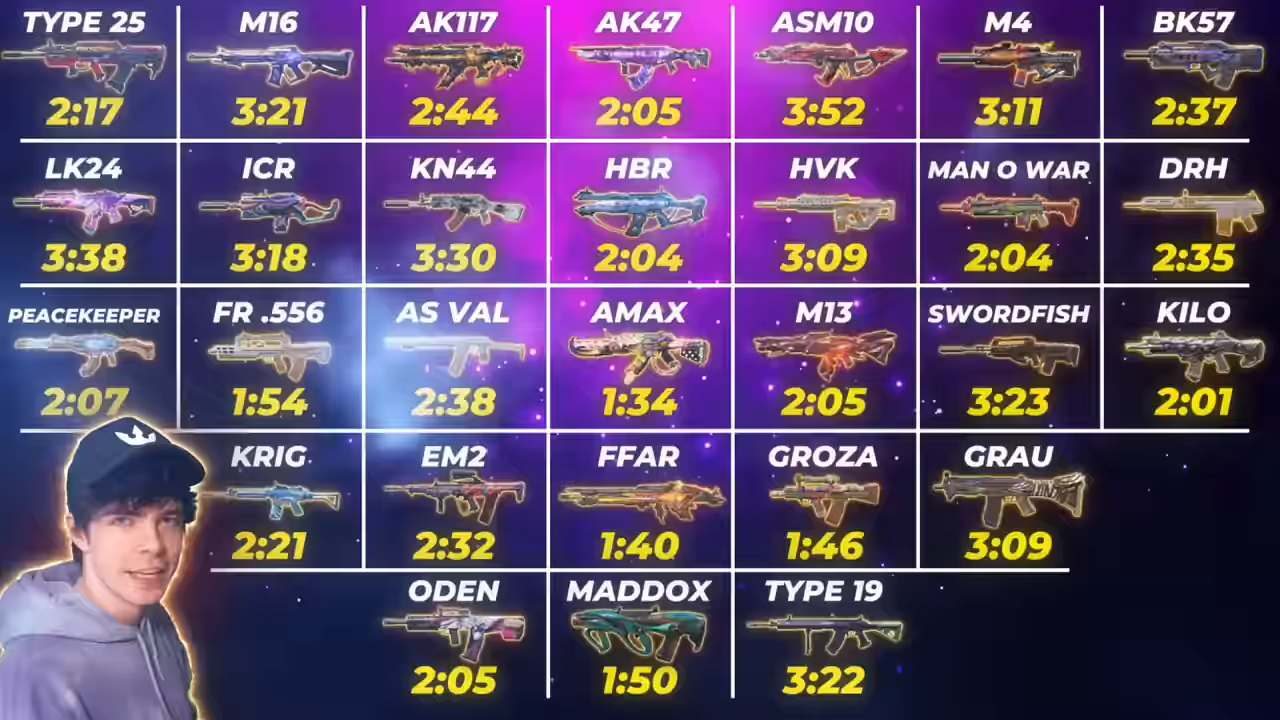 TYPE 25 M16 AK117 AK47 ASM10 M4 BK57
2:17 3:21 2:44 2:05 3:52 3:11 2:37
LK24 ICR KN44 HBR HVK MAN O WAR DRH
3:38 3:18 3:30 2:04 3:09 2:04 2:35
PEACEKEEPER FR .556 AS VAL AMAX M13 SWORDFISH KILO
2:07 1:54 2:38 1:34 2:05 3:23 2:01
KRIG EM2 FFAR GROZA GRAU
2:21 2:32 1:40 1:46 3:09
ODEN MADDOX TYPE 19
2:05 1:50 3:22